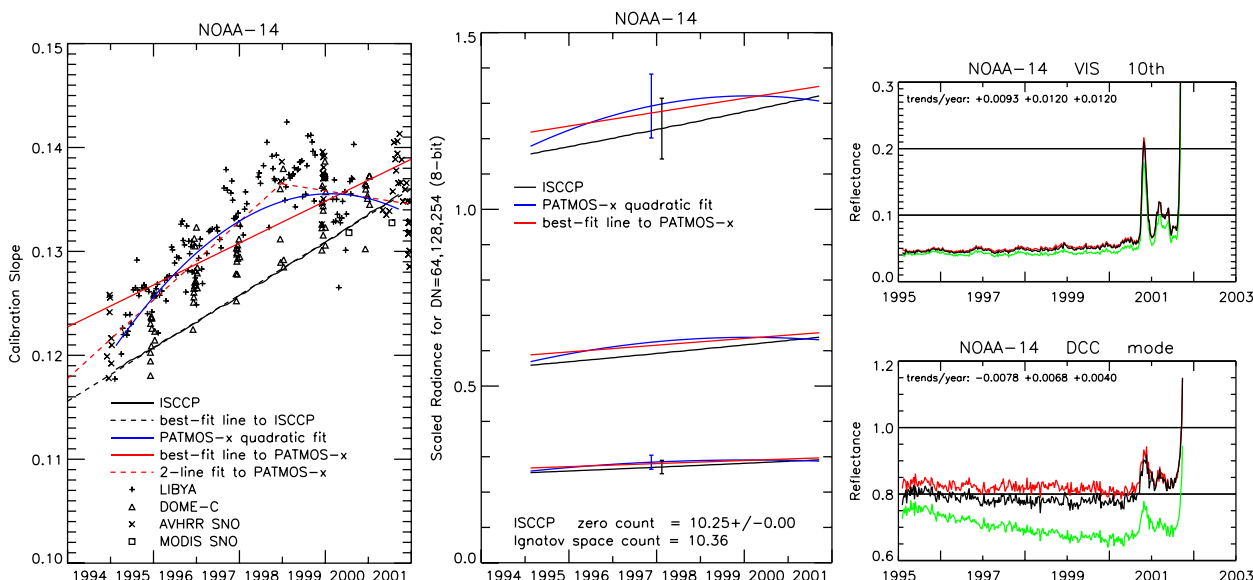 NOAA−14
0.15
0.14
0.13
0.12
0.11
0.10
Calibration Slope
ISCCP
best−fit line to ISCCP
PATMOS−x quadratic fit
best−fit line to PATMOS−x
2−line fit to PATMOS−x
LIBYA
DOME−C
AVHRR SNO
MODIS SNO
1994 1995 1996 1997 1998 1999 2000 2001
NOAA−14
1.5
1.0
0.5
0.0
Scaled Radiance for DN=64,128,254 (8−bit)
ISCCP
PATMOS−x quadratic fit
best−fit line to PATMOS−x
ISCCP zero count = 10.25+/−0.00
Ignatov space count = 10.36
1994 1995 1996 1997 1998 1999 2000 2001
NOAA−14 VIS 10th
trends/year: +0.0093 +0.0120 +0.0120
0.3
0.2
0.1
0.0
Reflectance
1995 1997 1999 2001 2003
NOAA−14 DCC mode
trends/year: −0.0078 +0.0068 +0.0040
1.2
1.0
0.8
0.6
Reflectance
1995 1997 1999 2001 2003